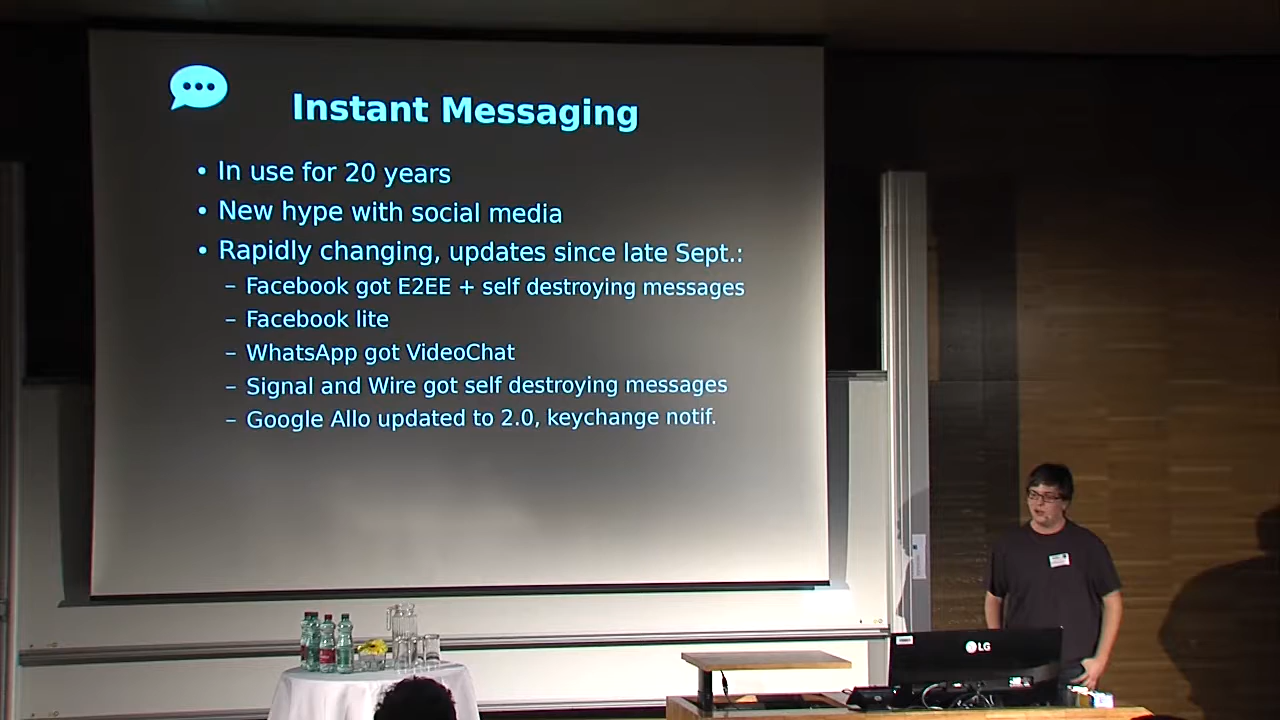 Instant Messaging
• In use for 20 years
• New hype with social media
• Rapidly changing, updates since late Sept.:
– Facebook got E2EE + self destroying messages
– Facebook lite
– WhatsApp got VideoChat
– Signal and Wire got self destroying messages
– Google Allo updated to 2.0, keychange notif.
LG